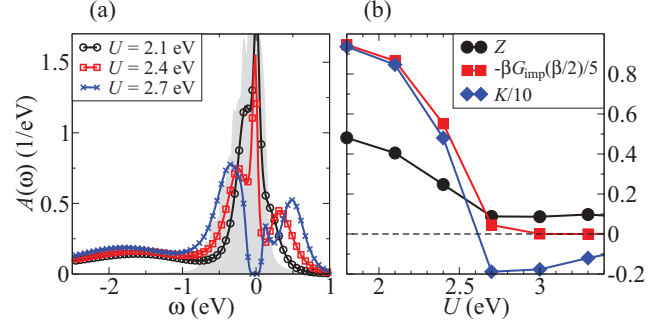 (a)
(b)
U = 2.1 eV
U = 2.4 eV
U = 2.7 eV
A(ω) (1/eV)
1.5
1
0.5
0
-2
-1
0
1
ω (eV)
Z
-βG_imp(β/2)/5
K/10
0.8
0.6
0.4
0.2
0
-0.2
2
2.5
3
U (eV)